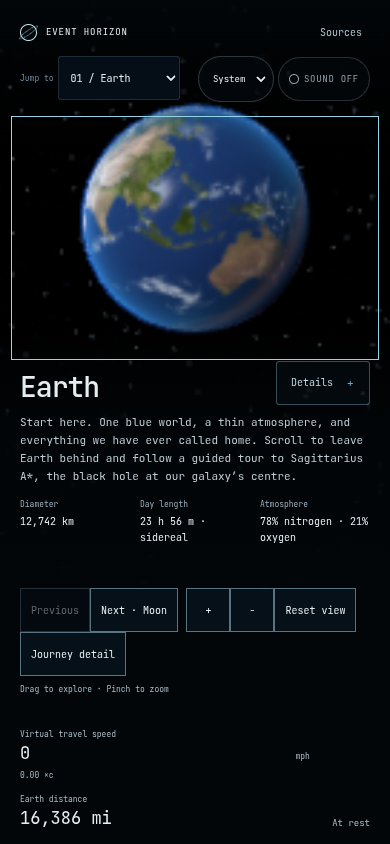 EVENT HORIZON
Sources
Jump to
01 / Earth
System
SOUND OFF
Earth
Details +
Start here. One blue world, a thin atmosphere, and
everything we have ever called home. Scroll to leave
Earth behind and follow a guided tour to Sagittarius
A*, the black hole at our galaxy’s centre.
Diameter
12,742 km
Day length
23 h 56 m ·
sidereal
Atmosphere
78% nitrogen · 21%
oxygen
Previous
Next · Moon
+
-
Reset view
Journey detail
Drag to explore · Pinch to zoom
Virtual travel speed
0
mph
0.00 ×c
Earth distance
16,386 mi
At rest